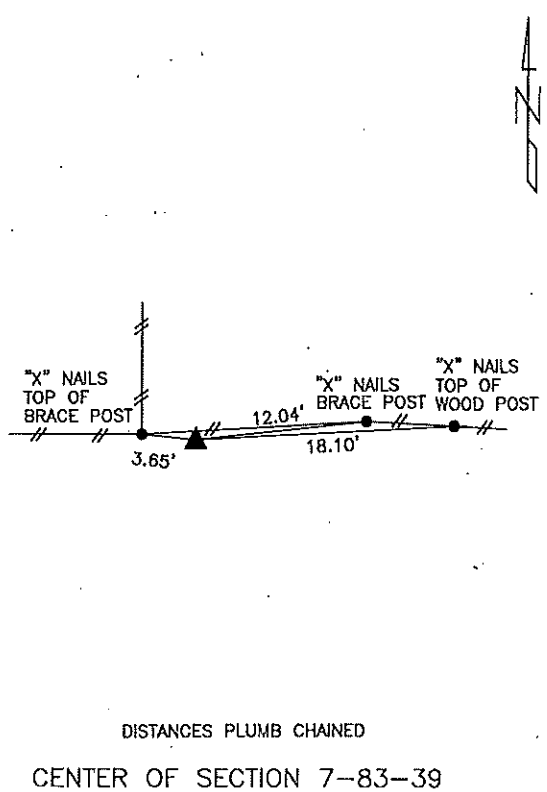 N
"X" NAILS
TOP OF
BRACE POST
"X" NAILS
BRACE POST
"X" NAILS
TOP OF
WOOD POST
12.04'
18.10'
3.65'
DISTANCES PLUMB CHAINED
CENTER OF SECTION 7-83-39